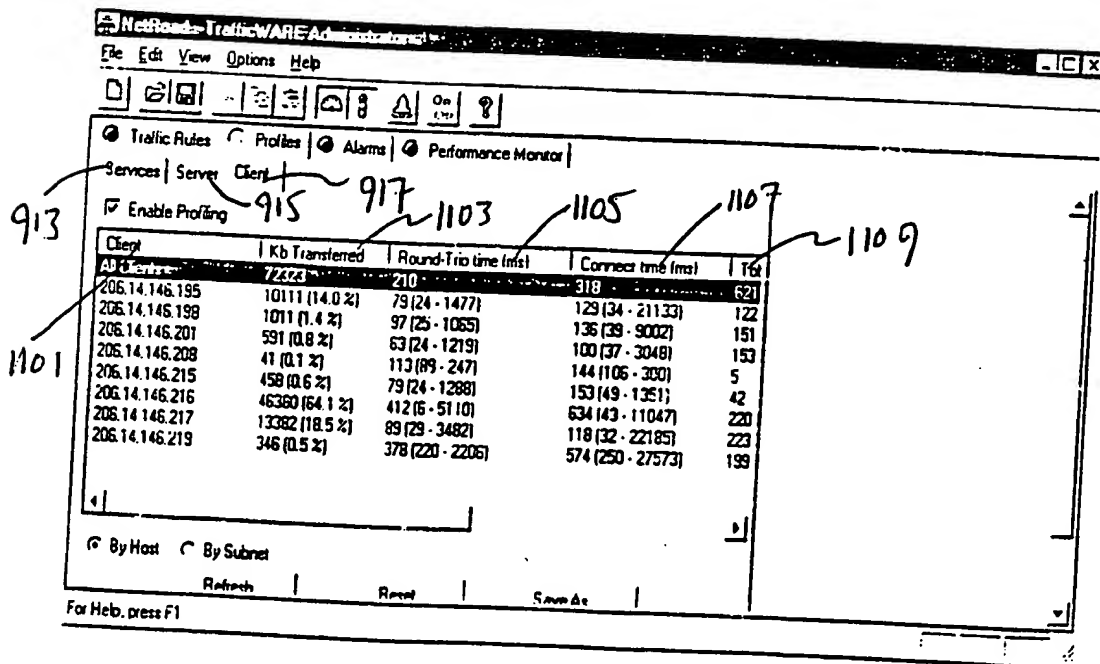 NetRoads-TrafficWARE Administrator
File Edit View Options Help
Traffic Rules Profiles Alarms Performance Monitor
Services Server Client
913 915 917 1103 1105 1107 1109
Enable Profiling
Client Kb Transferred Round-Trip time (ms) Connect time (ms) Tot
All Clients 72323 210 318 621
206.14.146.195 10111 (14.0 %) 79 (24 - 1477) 129 (34 - 21133) 122
206.14.146.198 1011 (1.4 %) 97 (25 - 1065) 136 (39 - 9002) 151
206.14.146.201 591 (0.8 %) 63 (24 - 1219) 100 (37 - 3048) 153
206.14.146.208 41 (0.1 %) 113 (89 - 247) 144 (106 - 300) 5
206.14.146.215 458 (0.6 %) 79 (24 - 1288) 153 (49 - 1351) 42
206.14.146.216 46360 (64.1 %) 412 (6 - 5110) 634 (43 - 11047) 220
206.14.146.217 13382 (18.5 %) 89 (29 - 3482) 118 (32 - 22185) 223
206.14.146.219 346 (0.5 %) 378 (220 - 2206) 574 (250 - 27573) 199
1101
By Host By Subnet
Refresh Reset Save As
For Help, press F1